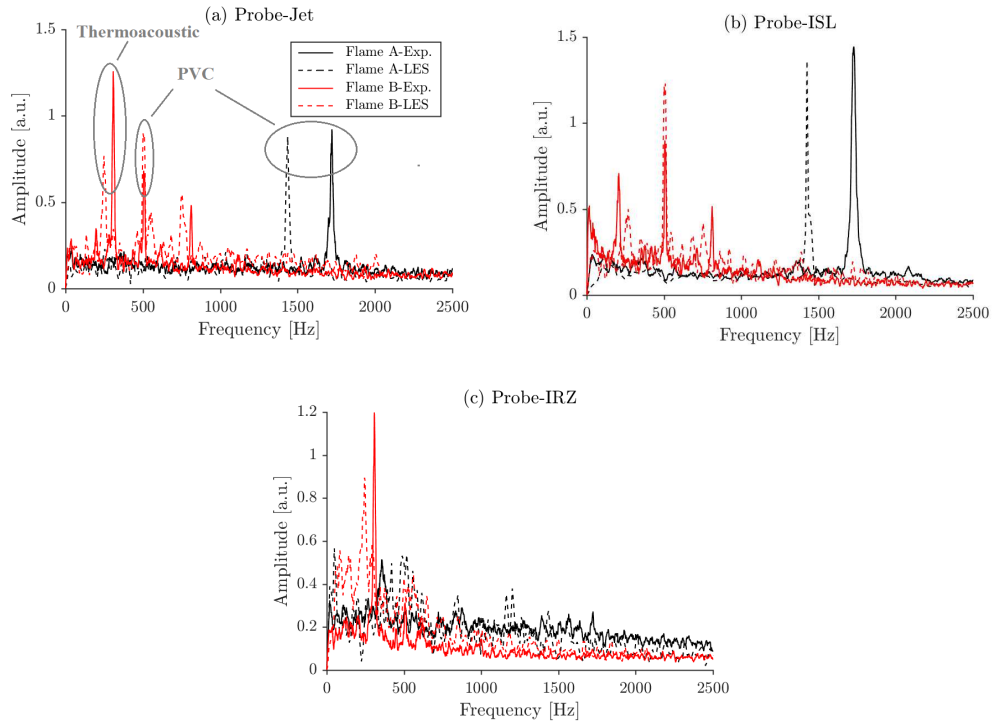 (a) Probe-Jet
Thermoacoustic
PVC
Flame A-Exp.
Flame A-LES
Flame B-Exp.
Flame B-LES
Amplitude [a.u.]
1.5
1
0.5
0
0 500 1000 1500 2000 2500
Frequency [Hz]
(b) Probe-ISL
Amplitude [a.u.]
1.5
1
0.5
0
0 500 1000 1500 2000 2500
Frequency [Hz]
(c) Probe-IRZ
Amplitude [a.u.]
1.2
1
0.8
0.6
0.4
0.2
0
0 500 1000 1500 2000 2500
Frequency [Hz]